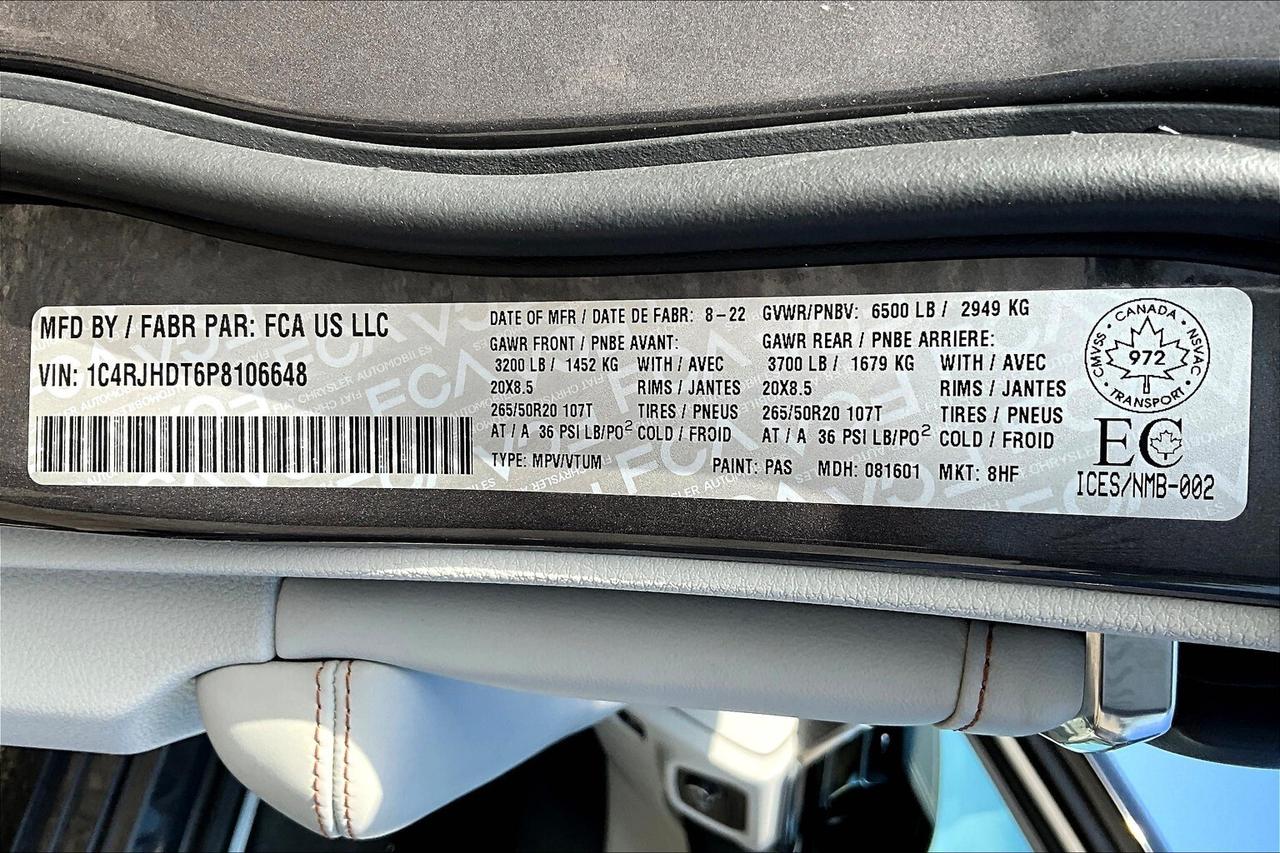 MFD BY / FABR PAR: FCA US LLC
VIN: 1C4RJHDT6P8106648
DATE OF MFR / DATE DE FABR: 8-22 GVWR/PNBV: 6500 LB / 2949 KG
GAWR FRONT / PNBE AVANT: GAWR REAR / PNBE ARRIERE:
3200 LB / 1452 KG WITH / AVEC 3700 LB / 1679 KG WITH / AVEC
20X8.5 RIMS / JANTES 20X8.5 RIMS / JANTES
265/50R20 107T TIRES / PNEUS 265/50R20 107T TIRES / PNEUS
AT / A 36 PSI LB/PO² COLD / FROID AT / A 36 PSI LB/PO² COLD / FROID
TYPE: MPV/VTUM PAINT: PAS MDH: 081601 MKT: 8HF
CANADA
CMVSS 972 NSVAC
TRANSPORT
EC
ICES/NMB-002